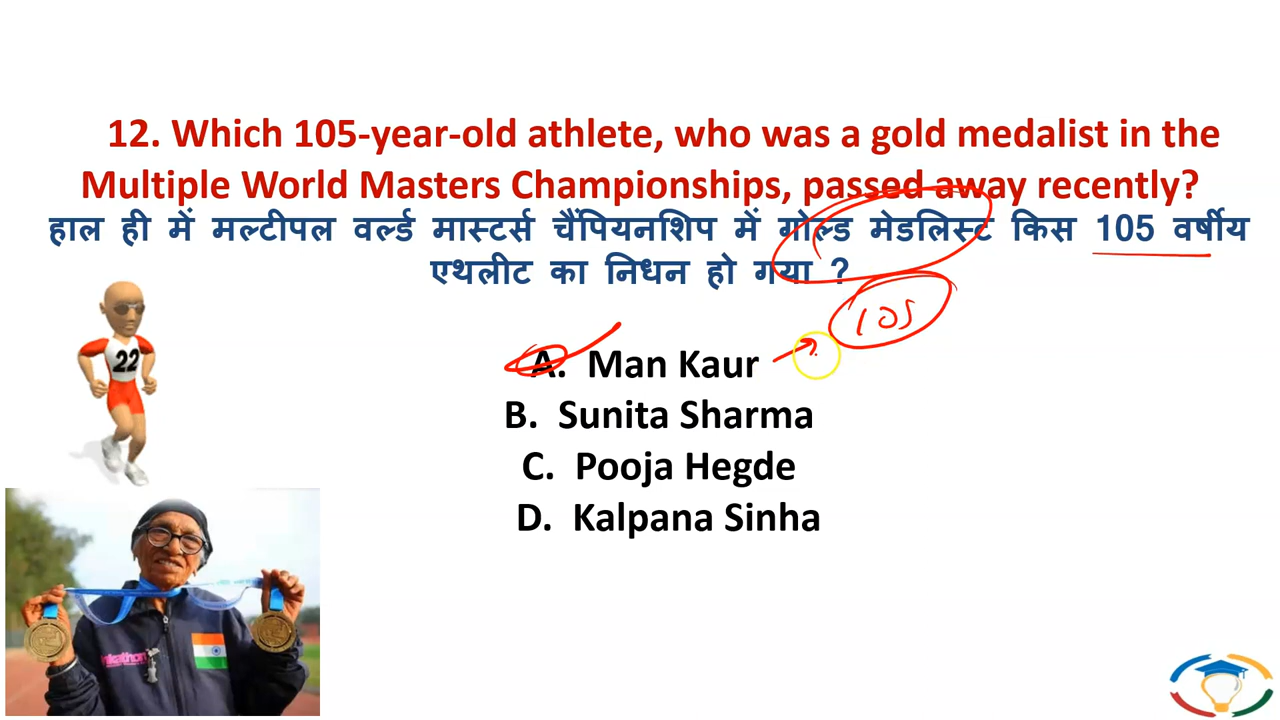 12. Which 105-year-old athlete, who was a gold medalist in the
Multiple World Masters Championships, passed away recently?
हाल ही में मल्टीपल वर्ल्ड मास्टर्स चैंपियनशिप में गोल्ड मेडलिस्ट किस 105 वर्षीय
एथलीट का निधन हो गया ?
105
A. Man Kaur
B. Sunita Sharma
C. Pooja Hegde
D. Kalpana Sinha
22